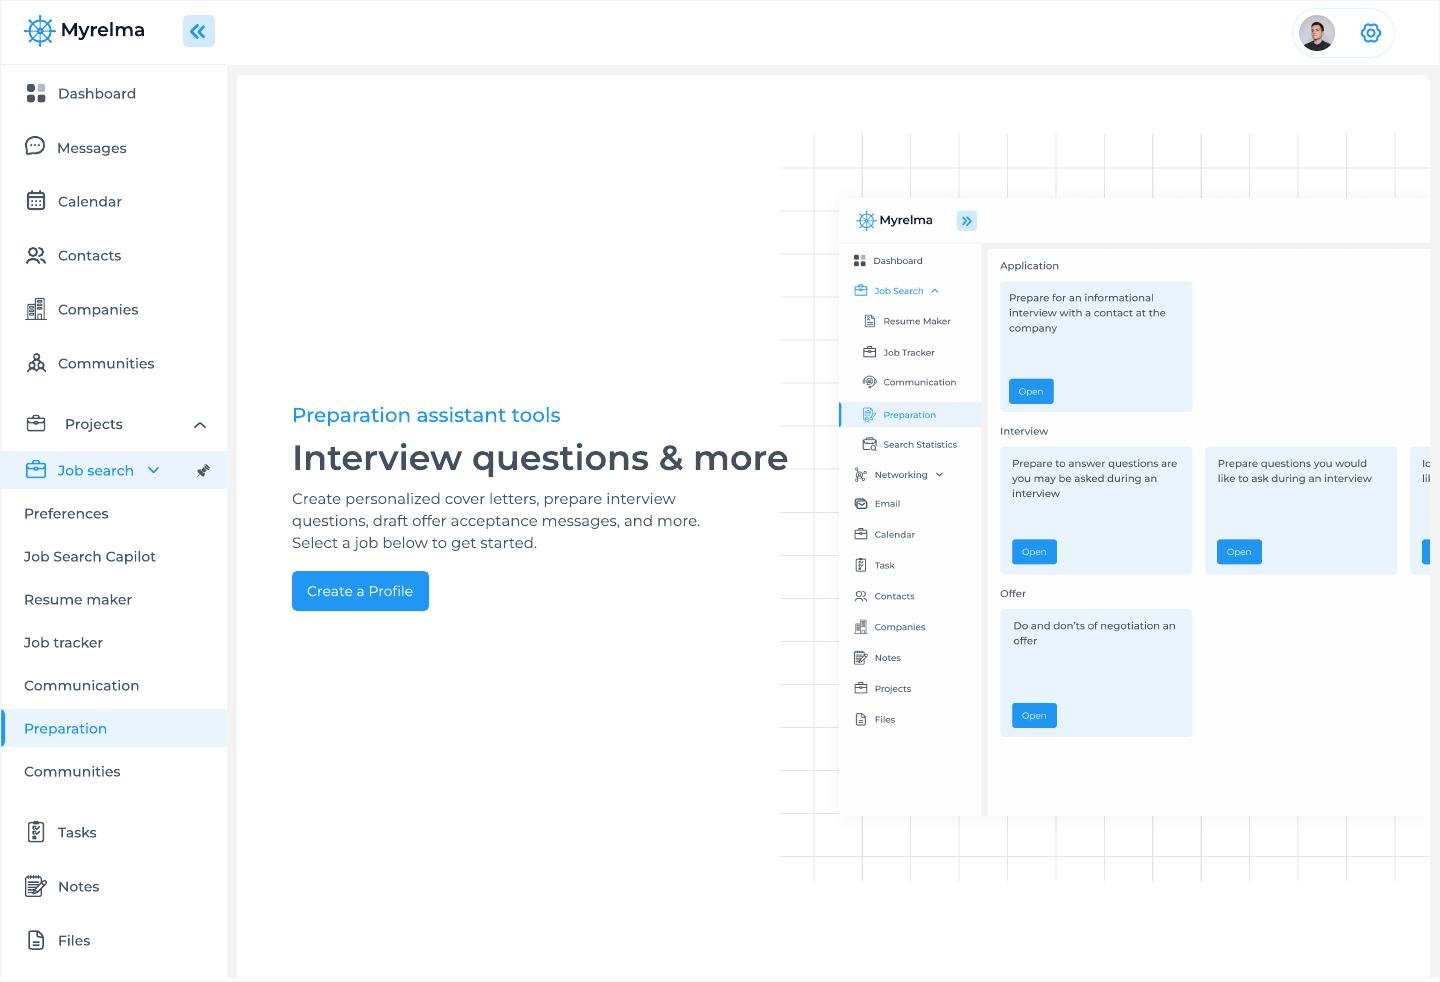 Myrelma
Dashboard
Messages
Calendar
Contacts
Companies
Communities
Projects
Job search
Preferences
Job Search Capilot
Resume maker
Job tracker
Communication
Preparation
Communities
Tasks
Notes
Files
Preparation assistant tools
Interview questions & more
Create personalized cover letters, prepare interview
questions, draft offer acceptance messages, and more.
Select a job below to get started.
Create a Profile
Myrelma
Dashboard
Job Search
Resume Maker
Job Tracker
Communication
Preparation
Search Statistics
Networking
Email
Calendar
Task
Contacts
Companies
Notes
Projects
Files
Application
Prepare for an informational
interview with a contact at the
company
Open
Interview
Prepare to answer questions are
you may be asked during an
interview
Open
Prepare questions you would
like to ask during an interview
Open
Offer
Do and don'ts of negotiation an
offer
Open